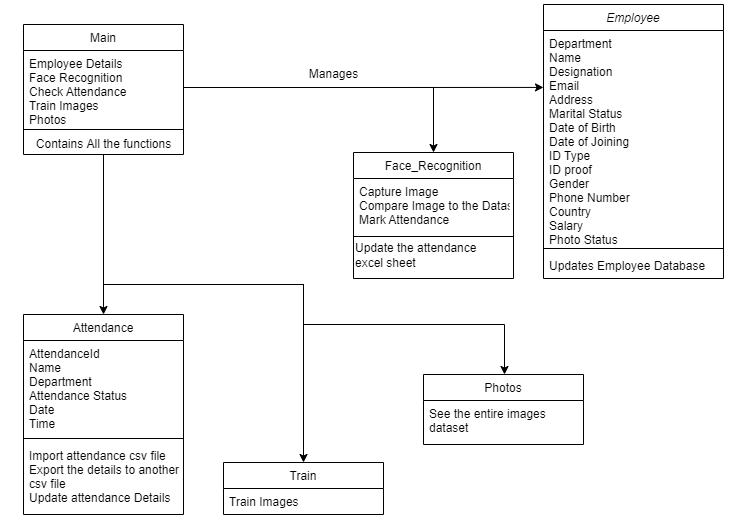 Main
Employee Details
Face Recognition
Check Attendance
Train Images
Photos
Contains All the functions
Manages
Employee
Department
Name
Designation
Email
Address
Marital Status
Date of Birth
Date of Joining
ID Type
ID proof
Gender
Phone Number
Country
Salary
Photo Status
Updates Employee Database
Face_Recognition
Capture Image
Compare Image to the Datas
Mark Attendance
Update the attendance
excel sheet
Attendance
AttendanceId
Name
Department
Attendance Status
Date
Time
Import attendance csv file
Export the details to another
csv file
Update attendance Details
Photos
See the entire images
dataset
Train
Train Images